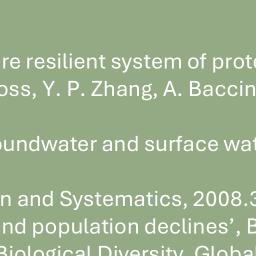 re resilient system of prote
oss, Y. P. Zhang, A. Baccin
oundwater and surface wat
n and Systematics, 2008.3
nd population declines’, B
Biological Diversity, Globa